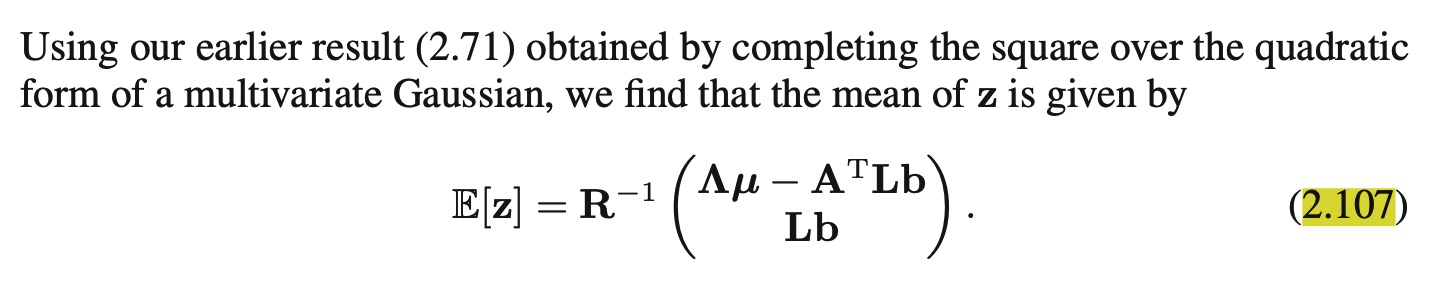 Using our earlier result (2.71) obtained by completing the square over the quadratic
form of a multivariate Gaussian, we find that the mean of z is given by
𝔼[z] = R⁻¹ ( Λμ − AᵀLb
Lb ) . (2.107)